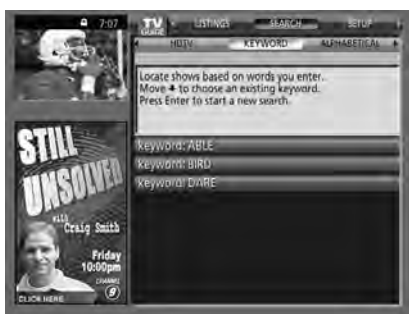 7:07
TV GUIDE LISTINGS SEARCH SETUP
HDTV KEYWORD ALPHABETICAL
Locate shows based on words you enter.
Move to choose an existing keyword.
Press Enter to start a new search.
keyword: ABLE
keyword: BIRD
keyword: DARE
STILL
UNSOLVED
with
Craig Smith
Friday
10:00pm
CHANNEL
9
CLICK HERE